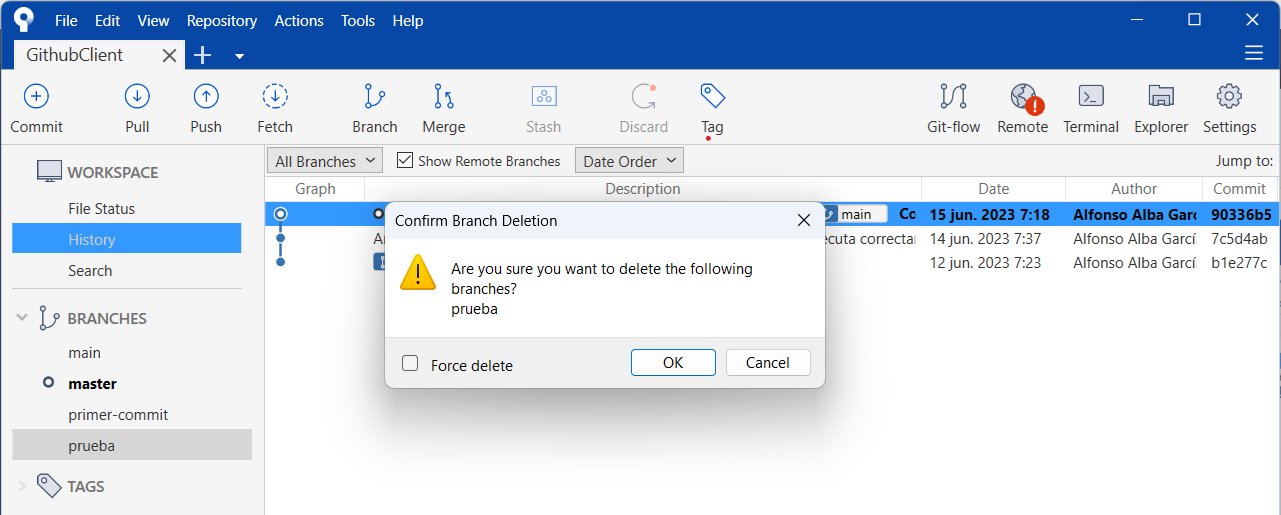 File Edit View Repository Actions Tools Help
GithubClient
Commit Pull Push Fetch Branch Merge Stash Discard Tag Git-flow Remote Terminal Explorer Settings
WORKSPACE
File Status
History
Search
BRANCHES
main
master
primer-commit
prueba
TAGS
All Branches Show Remote Branches Date Order Jump to:
Graph Description Date Author Commit
main Co 15 jun. 2023 7:18 Alfonso Alba Garc 90336b5
ecuta correctar 14 jun. 2023 7:37 Alfonso Alba Garcí 7c5d4ab
12 jun. 2023 7:23 Alfonso Alba Garcí b1e277c
Confirm Branch Deletion
Are you sure you want to delete the following
branches?
prueba
Force delete OK Cancel